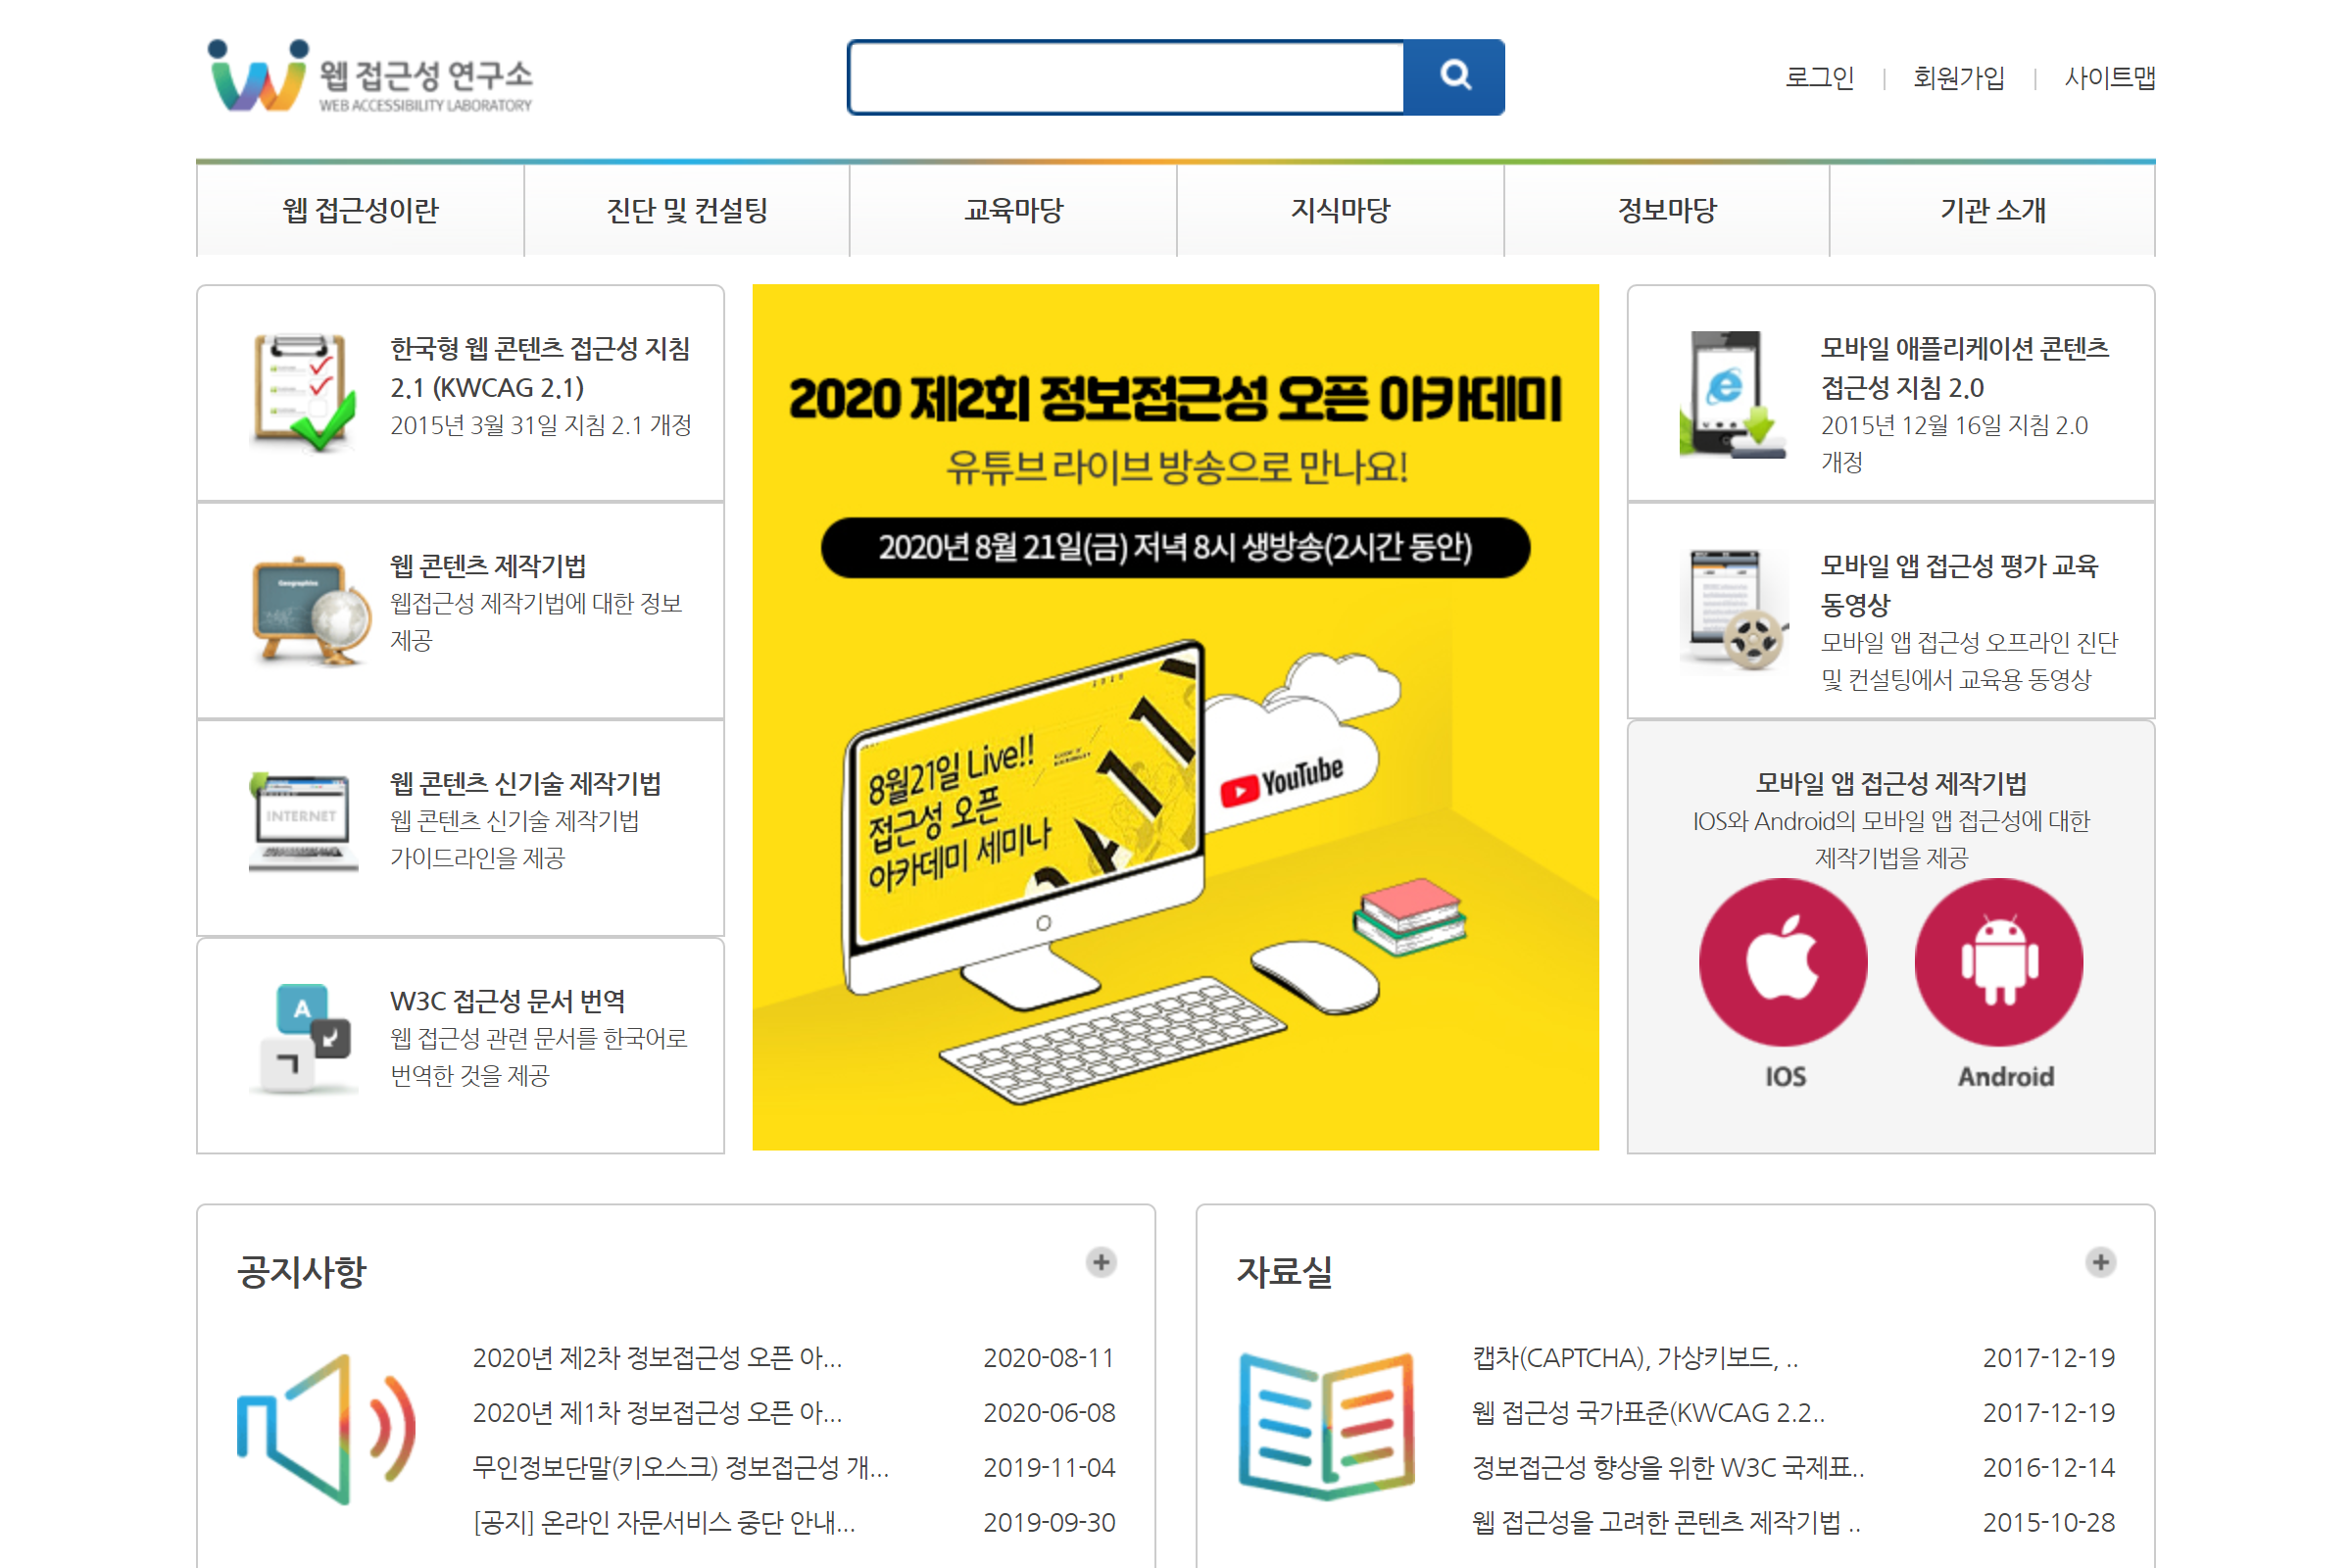 웹 접근성 연구소
WEB ACCESSIBILITY LABORATORY
로그인
회원가입
사이트맵
웹 접근성이란
진단 및 컨설팅
교육마당
지식마당
정보마당
기관 소개
한국형 웹 콘텐츠 접근성 지침
2.1 (KWCAG 2.1)
2015년 3월 31일 지침 2.1 개정
웹 콘텐츠 제작기법
웹접근성 제작기법에 대한 정보
제공
INTERNET
웹 콘텐츠 신기술 제작기법
웹 콘텐츠 신기술 제작기법
가이드라인을 제공
A
ㄱ
W3C 접근성 문서 번역
웹 접근성 관련 문서를 한국어로
번역한 것을 제공
2020 제2회 정보접근성 오픈 아카데미
유튜브 라이브 방송으로 만나요!
2020년 8월 21일(금) 저녁 8시 생방송(2시간 동안)
8월21일 Live!!
접근성 오픈
아카데미 세미나
YouTube
모바일 애플리케이션 콘텐츠
접근성 지침 2.0
2015년 12월 16일 지침 2.0
개정
모바일 앱 접근성 평가 교육
동영상
모바일 앱 접근성 오프라인 진단
및 컨설팅에서 교육용 동영상
모바일 앱 접근성 제작기법
IOS와 Android의 모바일 앱 접근성에 대한
제작기법을 제공
IOS
Android
공지사항
2020년 제2차 정보접근성 오픈 아... 2020-08-11
2020년 제1차 정보접근성 오픈 아... 2020-06-08
무인정보단말(키오스크) 정보접근성 개... 2019-11-04
[공지] 온라인 자문서비스 중단 안내... 2019-09-30
자료실
캡차(CAPTCHA), 가상키보드, .. 2017-12-19
웹 접근성 국가표준(KWCAG 2.2.. 2017-12-19
정보접근성 향상을 위한 W3C 국제표.. 2016-12-14
웹 접근성을 고려한 콘텐츠 제작기법 .. 2015-10-28